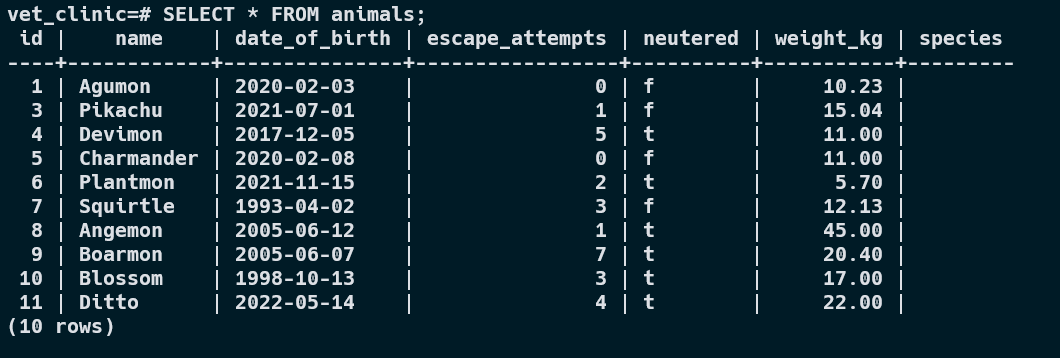 vet_clinic=# SELECT * FROM animals;
 id |    name    | date_of_birth | escape_attempts | neutered | weight_kg | species
----+------------+---------------+-----------------+----------+-----------+---------
  1 | Agumon     | 2020-02-03    |               0 | f        |     10.23 |
  3 | Pikachu    | 2021-07-01    |               1 | f        |     15.04 |
  4 | Devimon    | 2017-12-05    |               5 | t        |     11.00 |
  5 | Charmander | 2020-02-08    |               0 | f        |     11.00 |
  6 | Plantmon   | 2021-11-15    |               2 | t        |      5.70 |
  7 | Squirtle   | 1993-04-02    |               3 | f        |     12.13 |
  8 | Angemon    | 2005-06-12    |               1 | t        |     45.00 |
  9 | Boarmon    | 2005-06-07    |               7 | t        |     20.40 |
 10 | Blossom    | 1998-10-13    |               3 | t        |     17.00 |
 11 | Ditto      | 2022-05-14    |               4 | t        |     22.00 |
(10 rows)